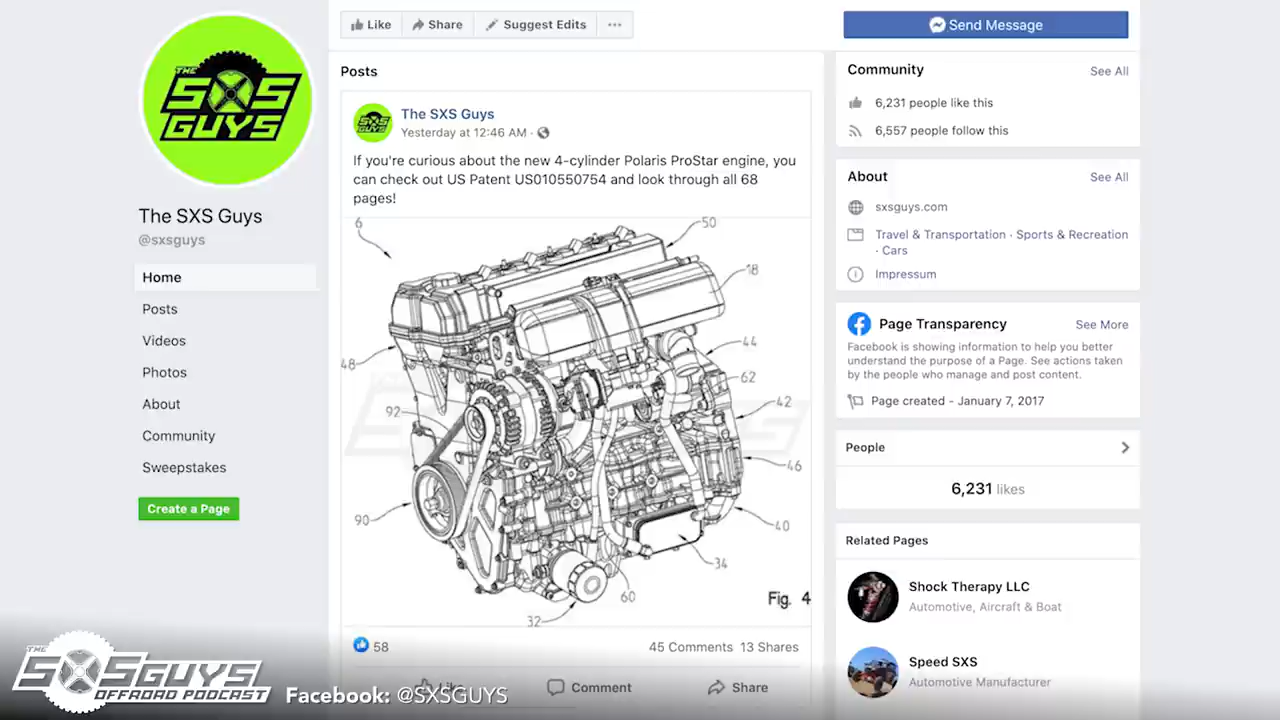 THE
SXS
GUYS
The SXS Guys
@sxsguys
Home
Posts
Videos
Photos
About
Community
Sweepstakes
Create a Page
Like
Share
Suggest Edits
Posts
The SXS Guys
Yesterday at 12:46 AM ·
If you're curious about the new 4-cylinder Polaris ProStar engine, you
can check out US Patent US010550754 and look through all 68
pages!
6
50
18
48
44
62
92
42
46
90
40
34
60
32
Fig. 4
58
45 Comments 13 Shares
Like
Comment
Share
Send Message
Community
See All
6,231 people like this
6,557 people follow this
About
See All
sxsguys.com
Travel & Transportation · Sports & Recreation
· Cars
Impressum
Page Transparency
See More
Facebook is showing information to help you better
understand the purpose of a Page. See actions taken
by the people who manage and post content.
Page created - January 7, 2017
People
6,231 likes
Related Pages
Shock Therapy LLC
Automotive, Aircraft & Boat
Speed SXS
Automotive Manufacturer
THE
SXSGUYS
OFFROAD PODCAST
Facebook: @SXSGUYS